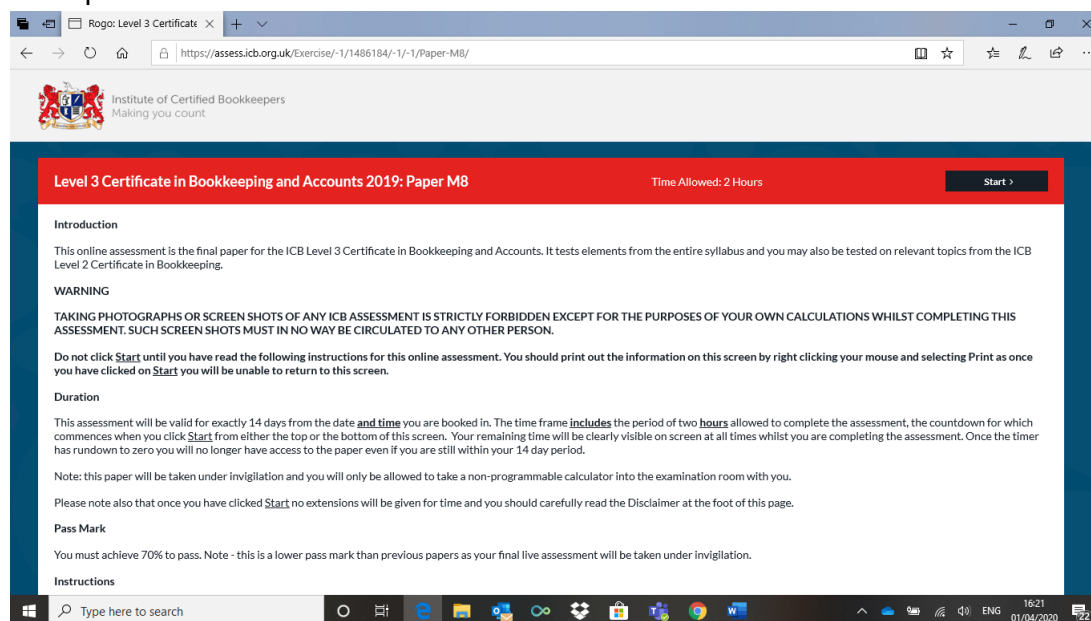 Rogo: Level 3 Certificate
https://assess.icb.org.uk/Exercise/-1/1486184/-1/-1/Paper-M8/
Institute of Certified Bookkeepers
Making you count
Level 3 Certificate in Bookkeeping and Accounts 2019: Paper M8 Time Allowed: 2 Hours Start >
Introduction
This online assessment is the final paper for the ICB Level 3 Certificate in Bookkeeping and Accounts. It tests elements from the entire syllabus and you may also be tested on relevant topics from the ICB
Level 2 Certificate in Bookkeeping.
WARNING
TAKING PHOTOGRAPHS OR SCREEN SHOTS OF ANY ICB ASSESSMENT IS STRICTLY FORBIDDEN EXCEPT FOR THE PURPOSES OF YOUR OWN CALCULATIONS WHILST COMPLETING THIS
ASSESSMENT. SUCH SCREEN SHOTS MUST IN NO WAY BE CIRCULATED TO ANY OTHER PERSON.
Do not click Start until you have read the following instructions for this online assessment. You should print out the information on this screen by right clicking your mouse and selecting Print as once
you have clicked on Start you will be unable to return to this screen.
Duration
This assessment will be valid for exactly 14 days from the date and time you are booked in. The time frame includes the period of two hours allowed to complete the assessment, the countdown for which
commences when you click Start from either the top or the bottom of this screen. Your remaining time will be clearly visible on screen at all times whilst you are completing the assessment. Once the timer
has rundown to zero you will no longer have access to the paper even if you are still within your 14 day period.
Note: this paper will be taken under invigilation and you will only be allowed to take a non-programmable calculator into the examination room with you.
Please note also that once you have clicked Start no extensions will be given for time and you should carefully read the Disclaimer at the foot of this page.
Pass Mark
You must achieve 70% to pass. Note - this is a lower pass mark than previous papers as your final live assessment will be taken under invigilation.
Instructions
Type here to search
ENG
16:21
01/04/2020
22